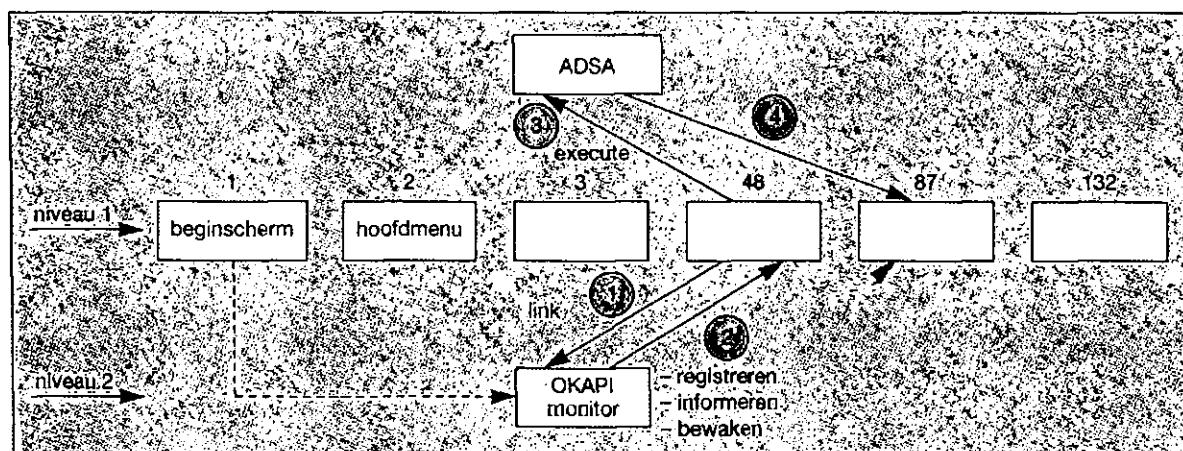 ADSA
3
4
execute
1 2 3 48 87 132
niveau 1
beginscherm hoofdmenu
1
link
2
niveau 2
OKAPI
monitor
– registreren
– informeren
– bewaken